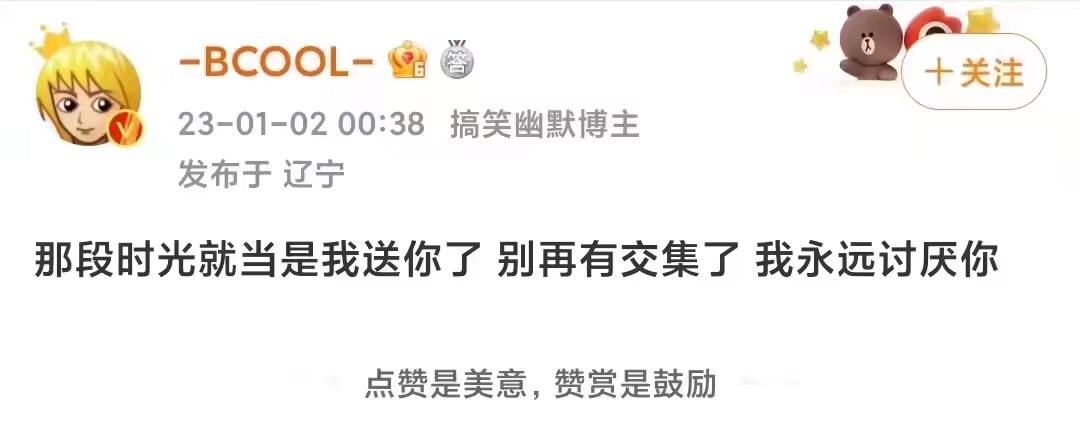 -BCOOL- 6 答
+关注
23-01-02 00:38 搞笑幽默博主
发布于 辽宁
那段时光就当是我送你了 别再有交集了 我永远讨厌你
点赞是美意，赞赏是鼓励